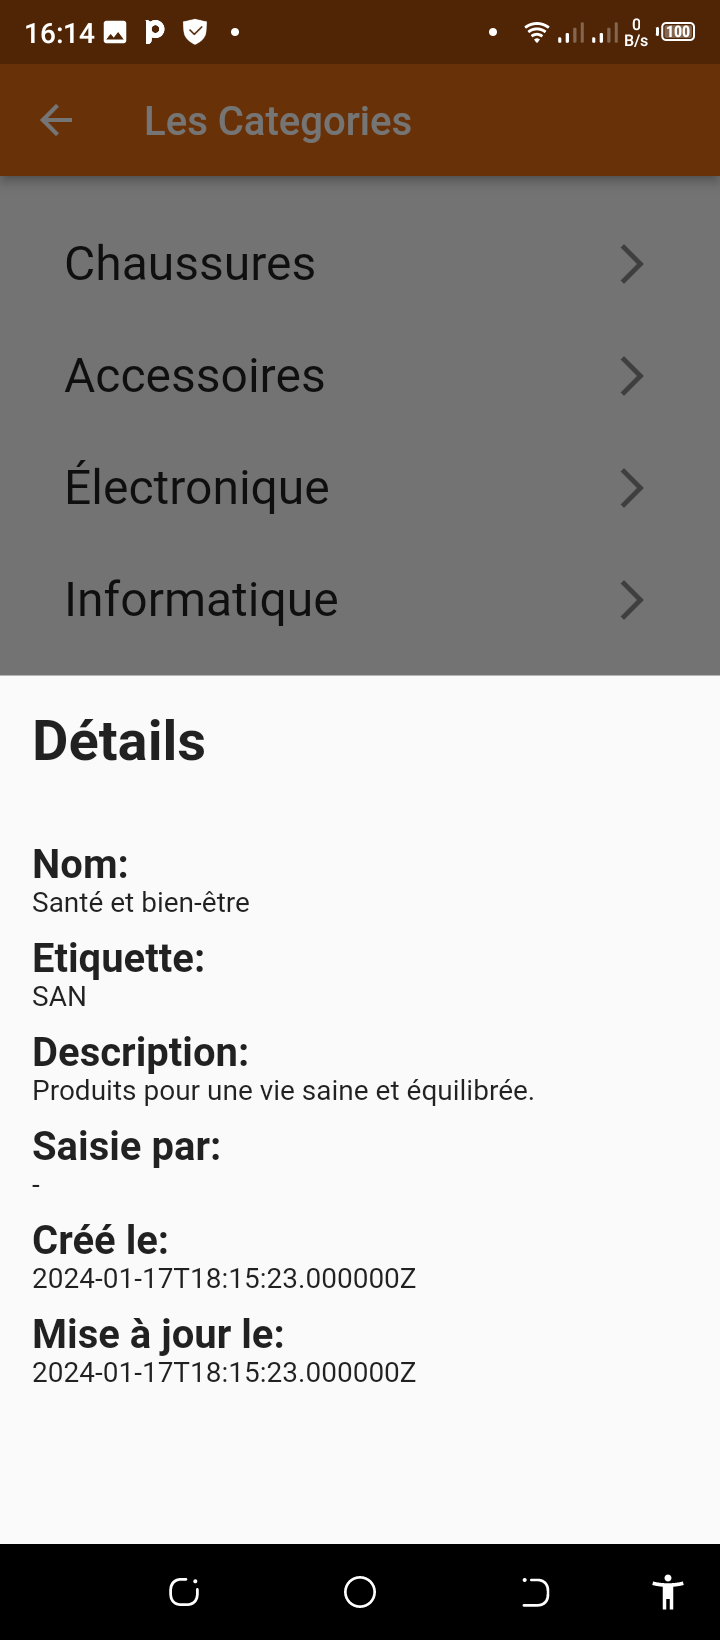 16:14
0
B/s
100
Les Categories
Chaussures
Accessoires
Électronique
Informatique
Détails
Nom:
Santé et bien-être
Etiquette:
SAN
Description:
Produits pour une vie saine et équilibrée.
Saisie par:
-
Créé le:
2024-01-17T18:15:23.000000Z
Mise à jour le:
2024-01-17T18:15:23.000000Z